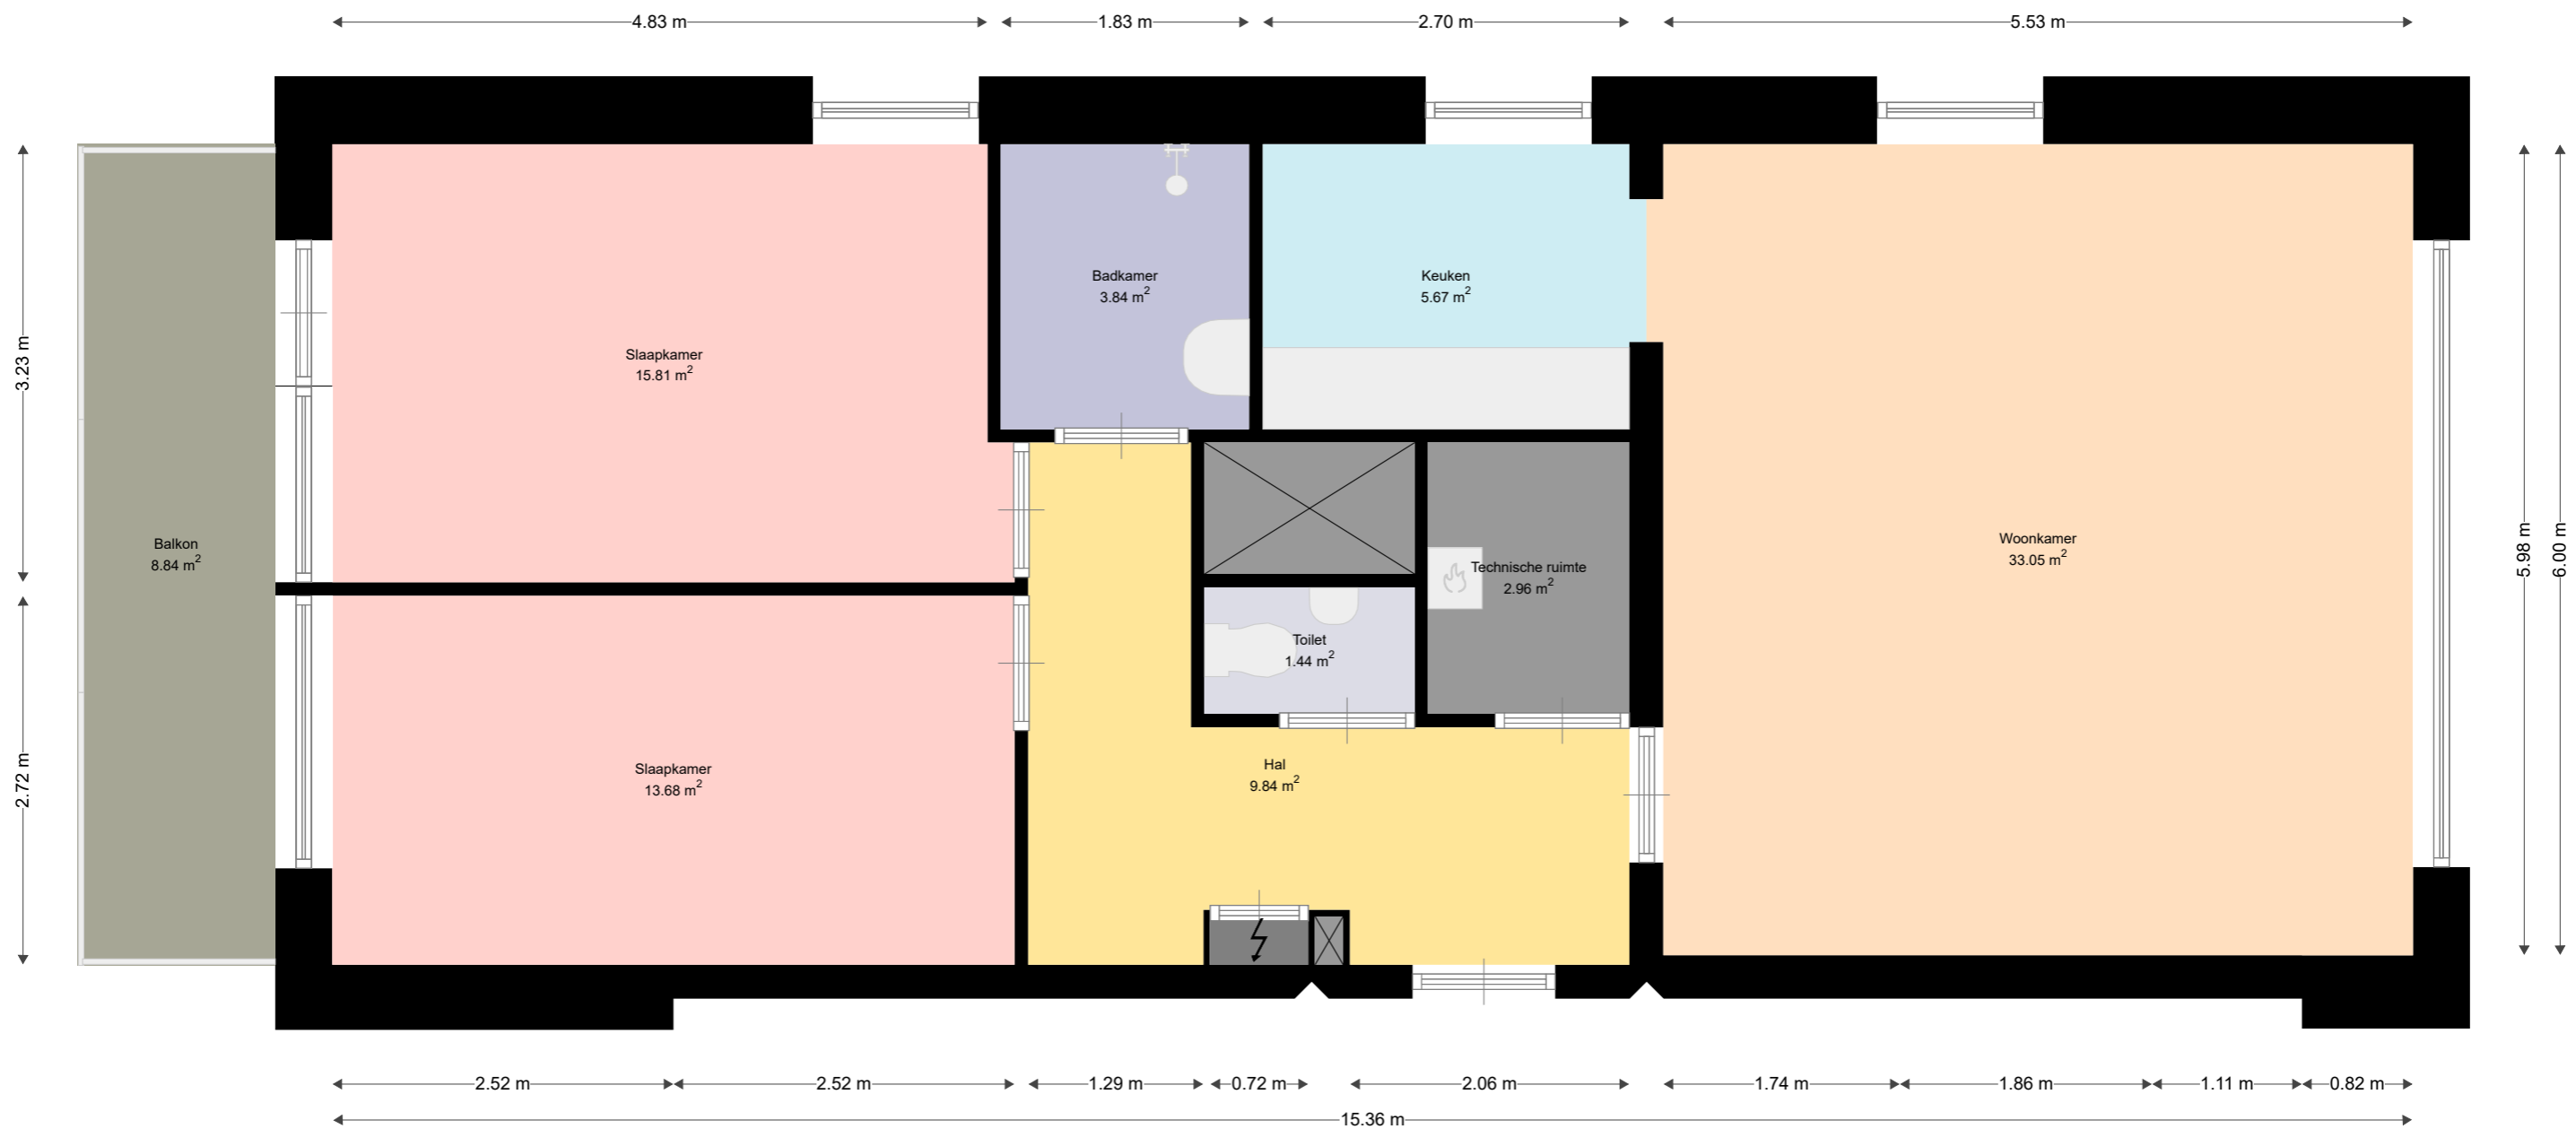 4.83 m
1.83 m
2.70 m
5.53 m
3.23 m
2.72 m
Balkon
8.84 m²
Slaapkamer
15.81 m²
Slaapkamer
13.68 m²
Badkamer
3.84 m²
Keuken
5.67 m²
Technische ruimte
2.96 m²
Toilet
1.44 m²
Hal
9.84 m²
Woonkamer
33.05 m²
5.98 m
6.00 m
2.52 m
2.52 m
1.29 m
0.72 m
2.06 m
1.74 m
1.86 m
1.11 m
0.82 m
15.36 m